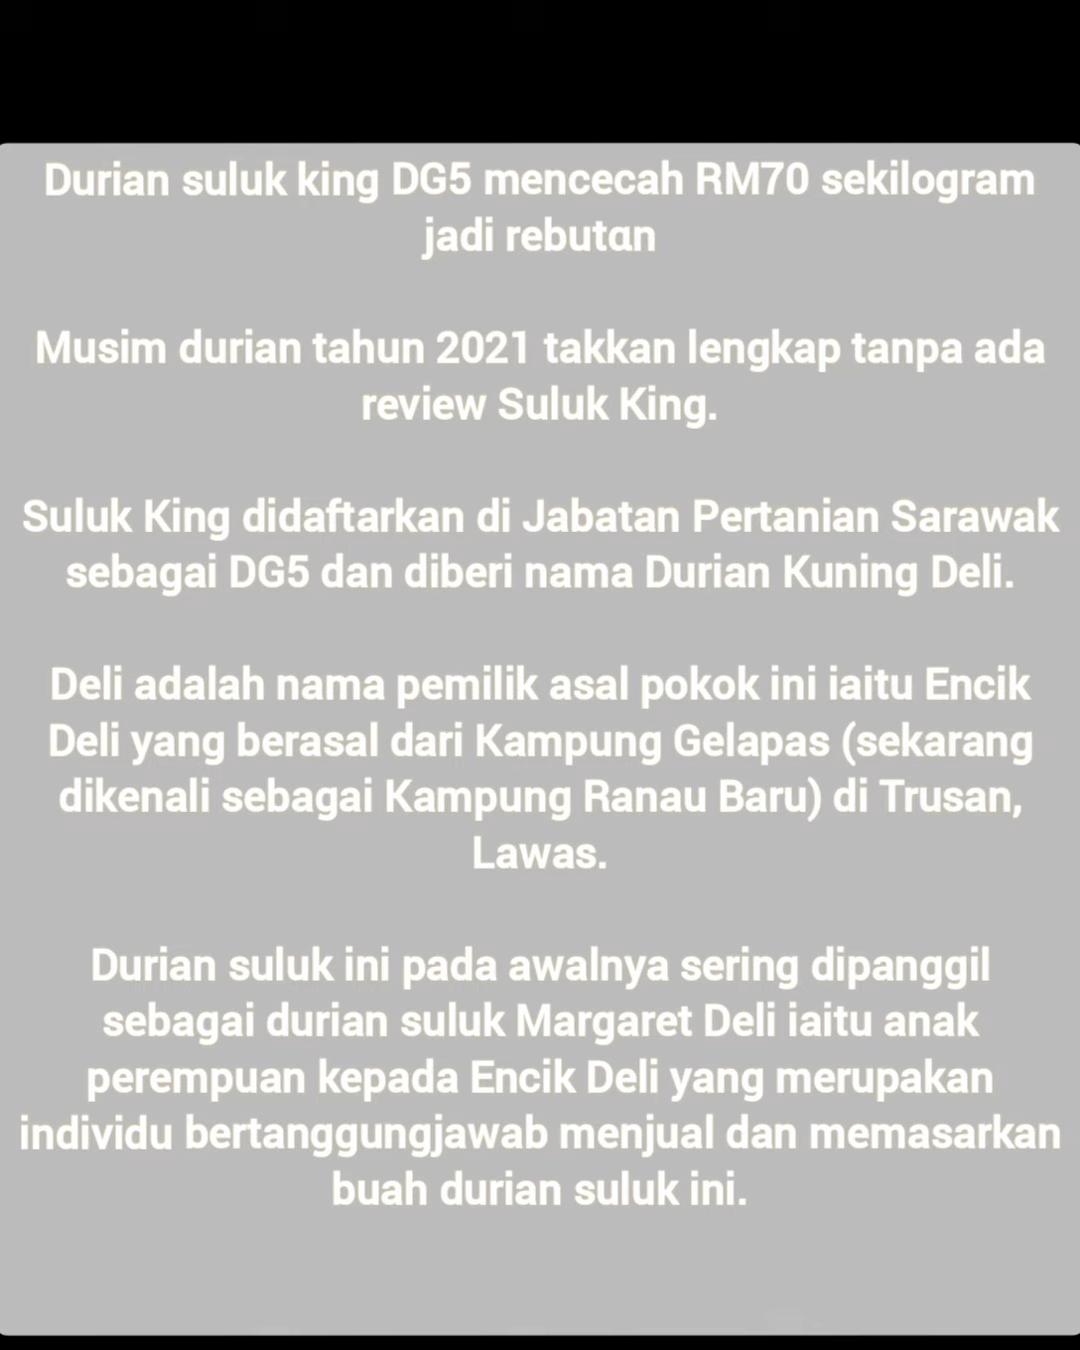 Durian suluk king DG5 mencecah RM70 sekilogram
jadi rebutan
Musim durian tahun 2021 takkan lengkap tanpa ada
review Suluk King.
Suluk King didaftarkan di Jabatan Pertanian Sarawak
sebagai DG5 dan diberi nama Durian Kuning Deli.
Deli adalah nama pemilik asal pokok ini iaitu Encik
Deli yang berasal dari Kampung Gelapas (sekarang
dikenali sebagai Kampung Ranau Baru) di Trusan,
Lawas.
Durian suluk ini pada awalnya sering dipanggil
sebagai durian suluk Margaret Deli iaitu anak
perempuan kepada Encik Deli yang merupakan
individu bertanggungjawab menjual dan memasarkan
buah durian suluk ini.